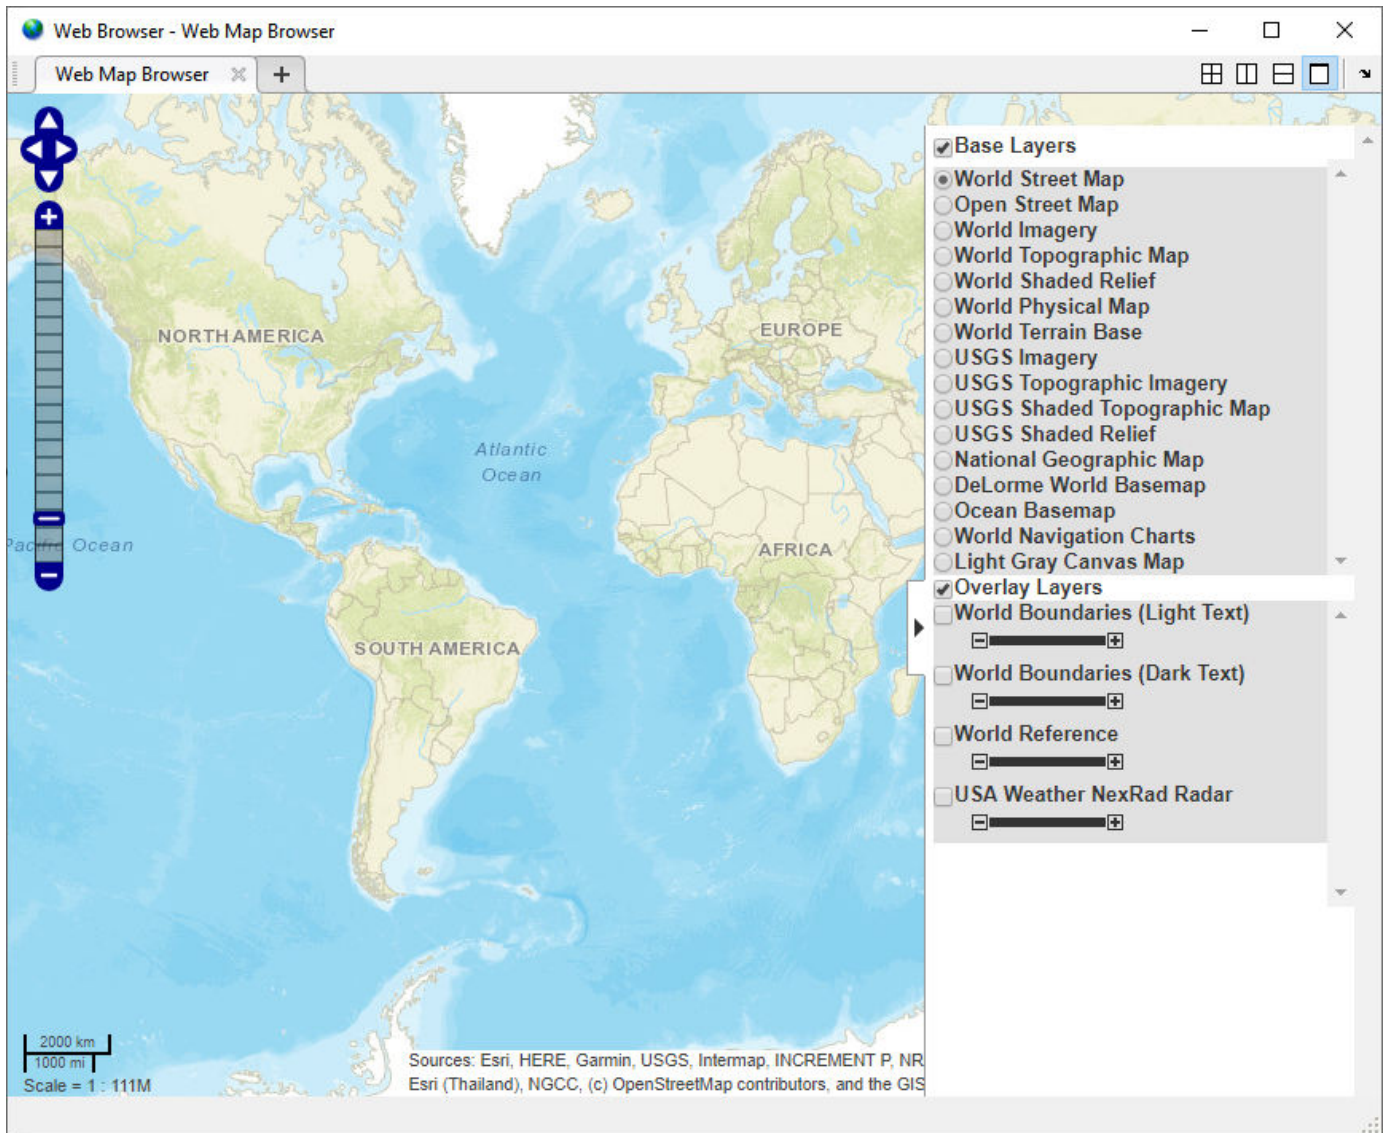 Web Browser - Web Map Browser
Web Map Browser
Base Layers
World Street Map
Open Street Map
World Imagery
World Topographic Map
World Shaded Relief
World Physical Map
World Terrain Base
USGS Imagery
USGS Topographic Imagery
USGS Shaded Topographic Map
USGS Shaded Relief
National Geographic Map
DeLorme World Basemap
Ocean Basemap
World Navigation Charts
Light Gray Canvas Map
Overlay Layers
World Boundaries (Light Text)
World Boundaries (Dark Text)
World Reference
USA Weather NexRad Radar
NORTH AMERICA
EUROPE
Atlantic
Ocean
Pacific Ocean
AFRICA
SOUTH AMERICA
2000 km
1000 mi
Scale = 1 : 111M
Sources: Esri, HERE, Garmin, USGS, Intermap, INCREMENT P, NR
Esri (Thailand), NGCC, (c) OpenStreetMap contributors, and the GIS